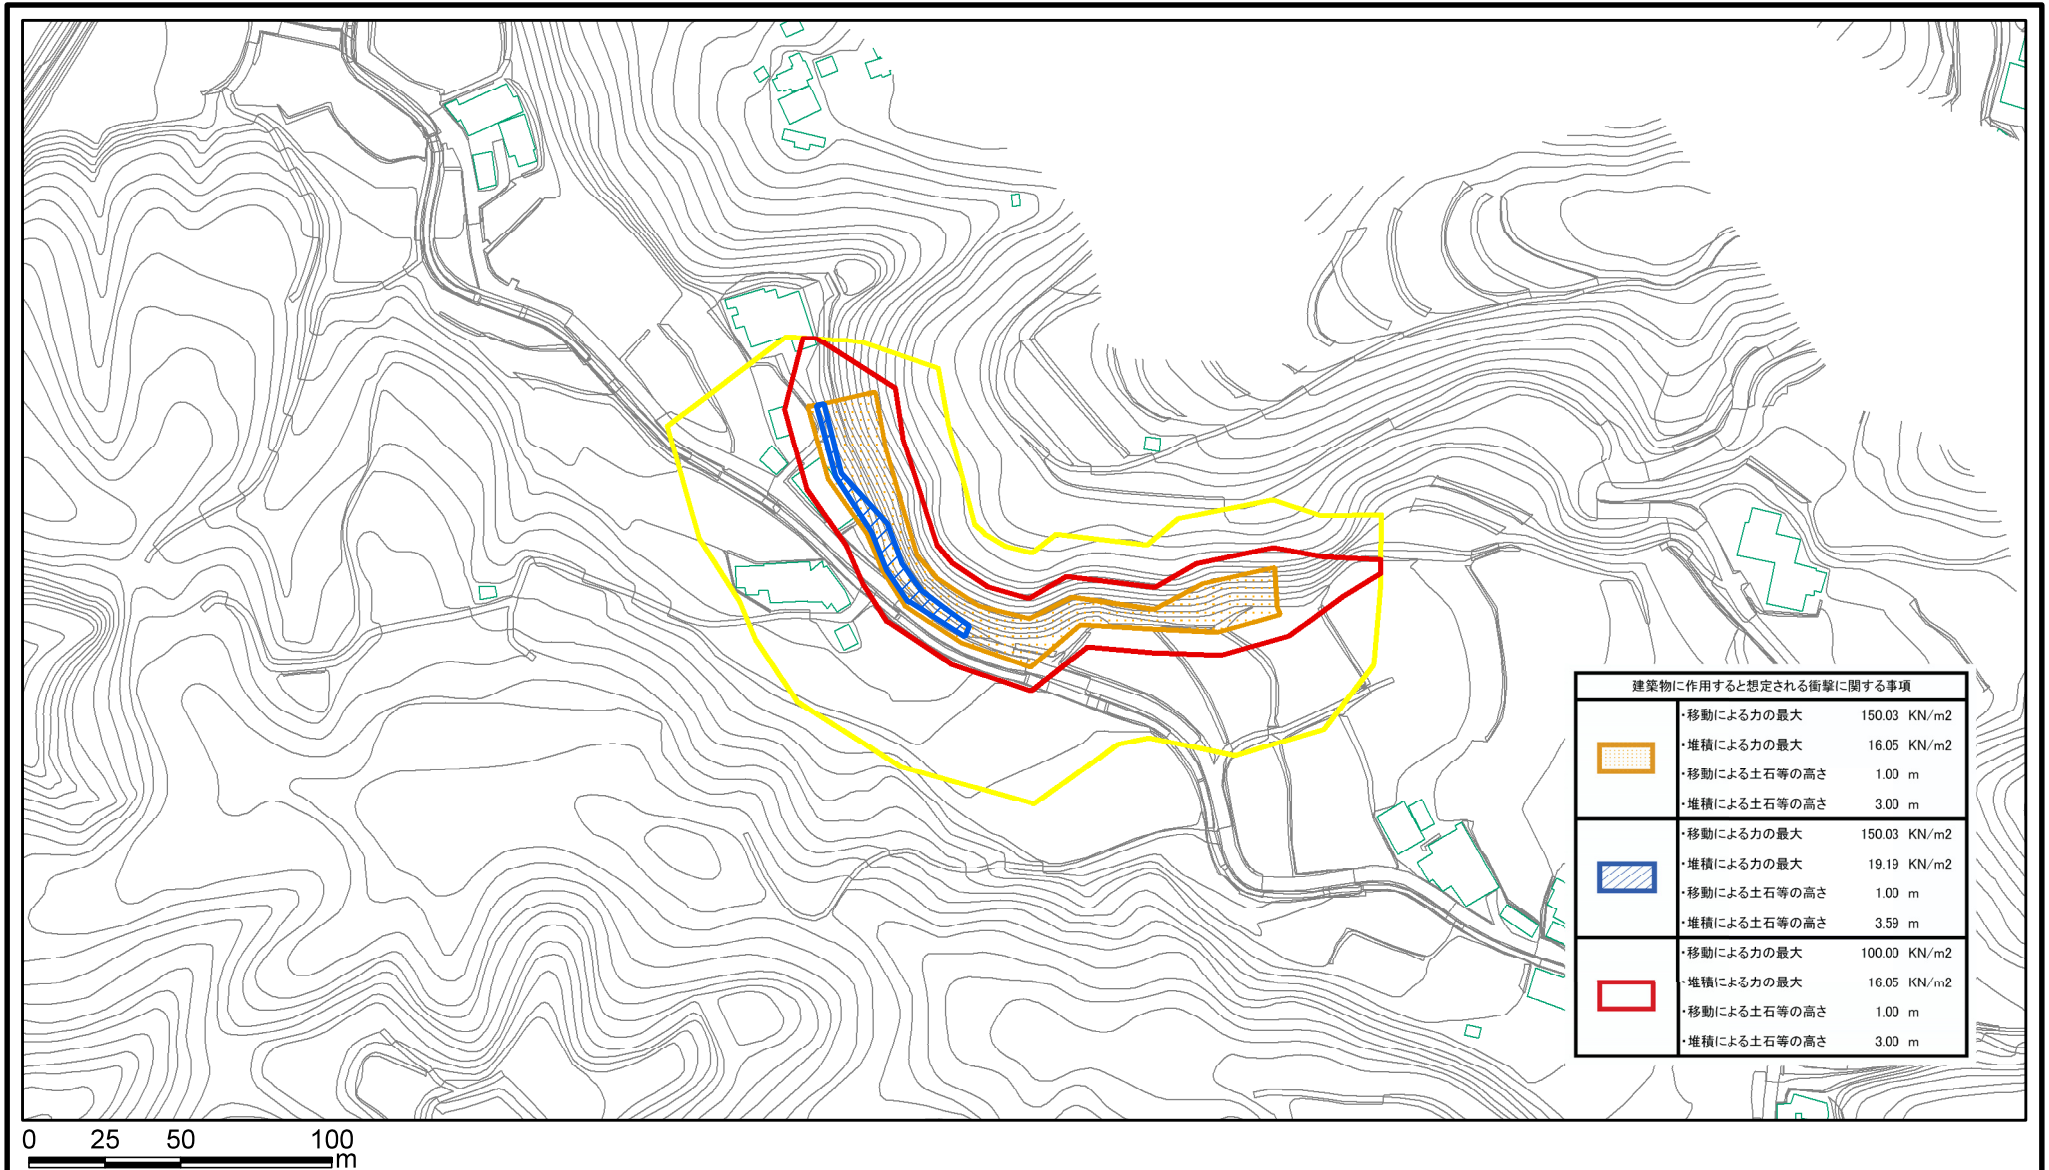 建築物に作用すると想定される衝撃に関する事項
・移動による力の最大 150.03 KN/m2
・堆積による力の最大 16.05 KN/m2
・移動による土石等の高さ 1.00 m
・堆積による土石等の高さ 3.00 m
・移動による力の最大 150.03 KN/m2
・堆積による力の最大 19.19 KN/m2
・移動による土石等の高さ 1.00 m
・堆積による土石等の高さ 3.59 m
・移動による力の最大 100.00 KN/m2
・堆積による力の最大 16.05 KN/m2
・移動による土石等の高さ 1.00 m
・堆積による土石等の高さ 3.00 m
0 25 50 100
m